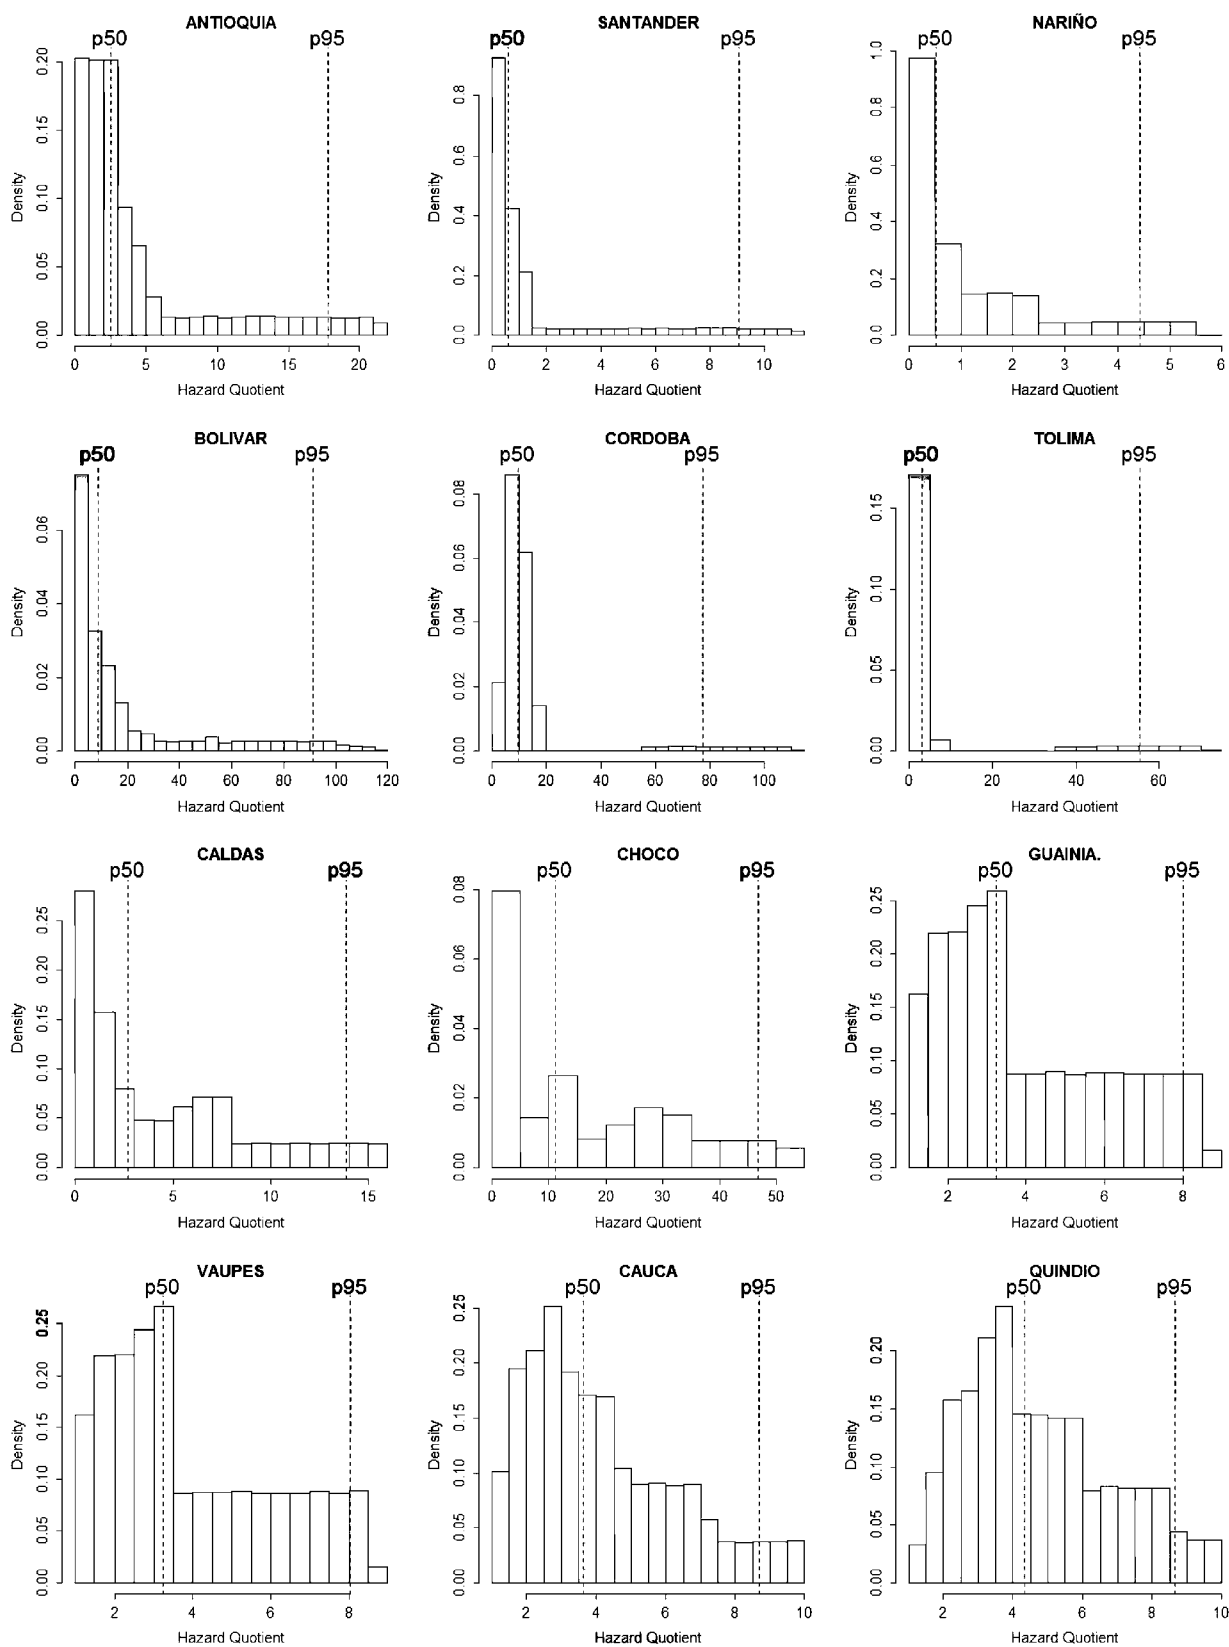 ANTIOQUIA
p50 p95
0.00 0.05 0.10 0.15 0.20
Density
0 5 10 15 20
Hazard Quotient
SANTANDER
p50 p95
0.0 0.2 0.4 0.6 0.8
Density
0 2 4 6 8 10
Hazard Quotient
NARIÑO
p50 p95
0.0 0.2 0.4 0.6 0.8 1.0
Density
0 1 2 3 4 5 6
Hazard Quotient
BOLIVAR
p50 p95
0.00 0.02 0.04 0.06
Density
0 20 40 60 80 100 120
Hazard Quotient
CORDOBA
p50 p95
0.00 0.02 0.04 0.06 0.08
Density
0 20 40 60 80 100
Hazard Quotient
TOLIMA
p50 p95
0.00 0.05 0.10 0.15
Density
0 20 40 60
Hazard Quotient
CALDAS
p50 p95
0.00 0.05 0.10 0.15 0.20 0.25
Density
0 5 10 15
Hazard Quotient
CHOCO
p50 p95
0.00 0.02 0.04 0.06 0.08
Density
0 10 20 30 40 50
Hazard Quotient
GUAINIA.
p50 p95
0.00 0.05 0.10 0.15 0.20 0.25
Density
2 4 6 8
Hazard Quotient
VAUPES
p50 p95
0.00 0.05 0.10 0.15 0.20 0.25
Density
2 4 6 8
Hazard Quotient
CAUCA
p50 p95
0.00 0.05 0.10 0.15 0.20 0.25
Density
2 4 6 8 10
Hazard Quotient
QUINDIO
p50 p95
0.00 0.05 0.10 0.15 0.20
Density
2 4 6 8 10
Hazard Quotient